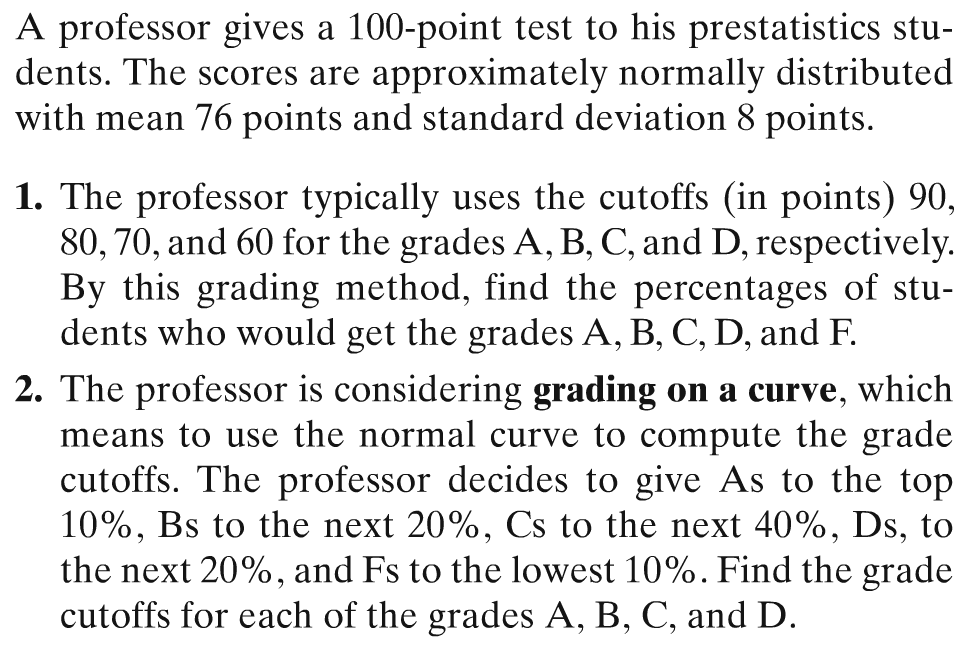 A professor gives a 100-point test to his prestatistics stu-
dents. The scores are approximately normally distributed
with mean 76 points and standard deviation 8 points.
1. The professor typically uses the cutoffs (in points) 90,
80, 70, and 60 for the grades A, B, C, and D, respectively.
By this grading method, find the percentages of stu-
dents who would get the grades A, B, C, D, and F.
2. The professor is considering grading on a curve, which
means to use the normal curve to compute the grade
cutoffs. The professor decides to give As to the top
10%, Bs to the next 20%, Cs to the next 40%, Ds, to
the next 20%, and Fs to the lowest 10%. Find the grade
cutoffs for each of the grades A, B, C, and D.